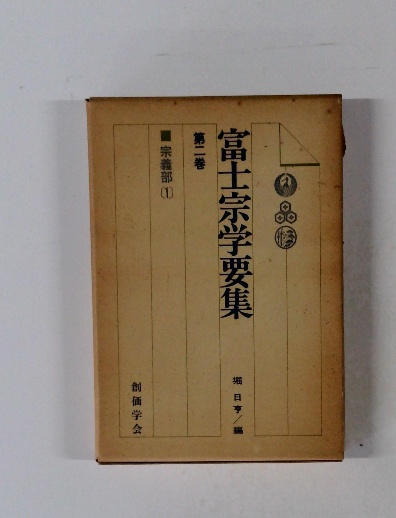 富士宗学要集
第二巻
■ 宗義部(1)
堀日亨/編
創価学会